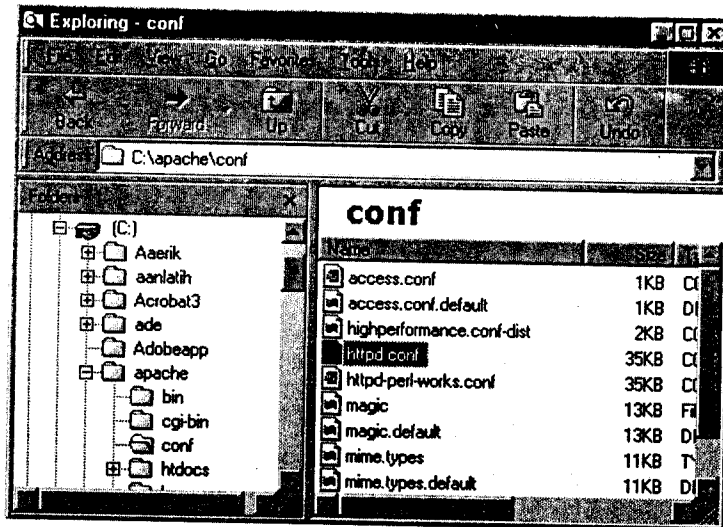 Exploring - conf
File Edit View Go Favorites Tools Help
Back Forward Up Cut Copy Paste Undo
Address C:\apache\conf
Folders
(C:)
Aaerik
aanlatih
Acrobat3
ade
Adobeapp
apache
bin
cgi-bin
conf
htdocs
conf
Name Size
access.conf 1KB
access.conf.default 1KB
highperformance.conf-dist 2KB
httpd.conf 35KB
httpd-perl-works.conf 35KB
magic 13KB
magic.default 13KB
mime.types 11KB
mime.types.default 11KB